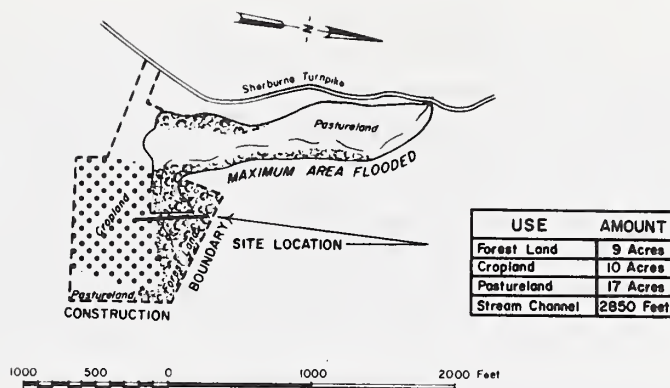 N
Sherburne Turnpike
Pastureland
MAXIMUM AREA FLOODED
Cropland
Forest Land
BOUNDARY
SITE LOCATION
Pastureland
CONSTRUCTION
USE AMOUNT
Forest Land 9 Acres
Cropland 10 Acres
Pastureland 17 Acres
Stream Channel 2850 Feet
1000 500 0 1000 2000 Feet